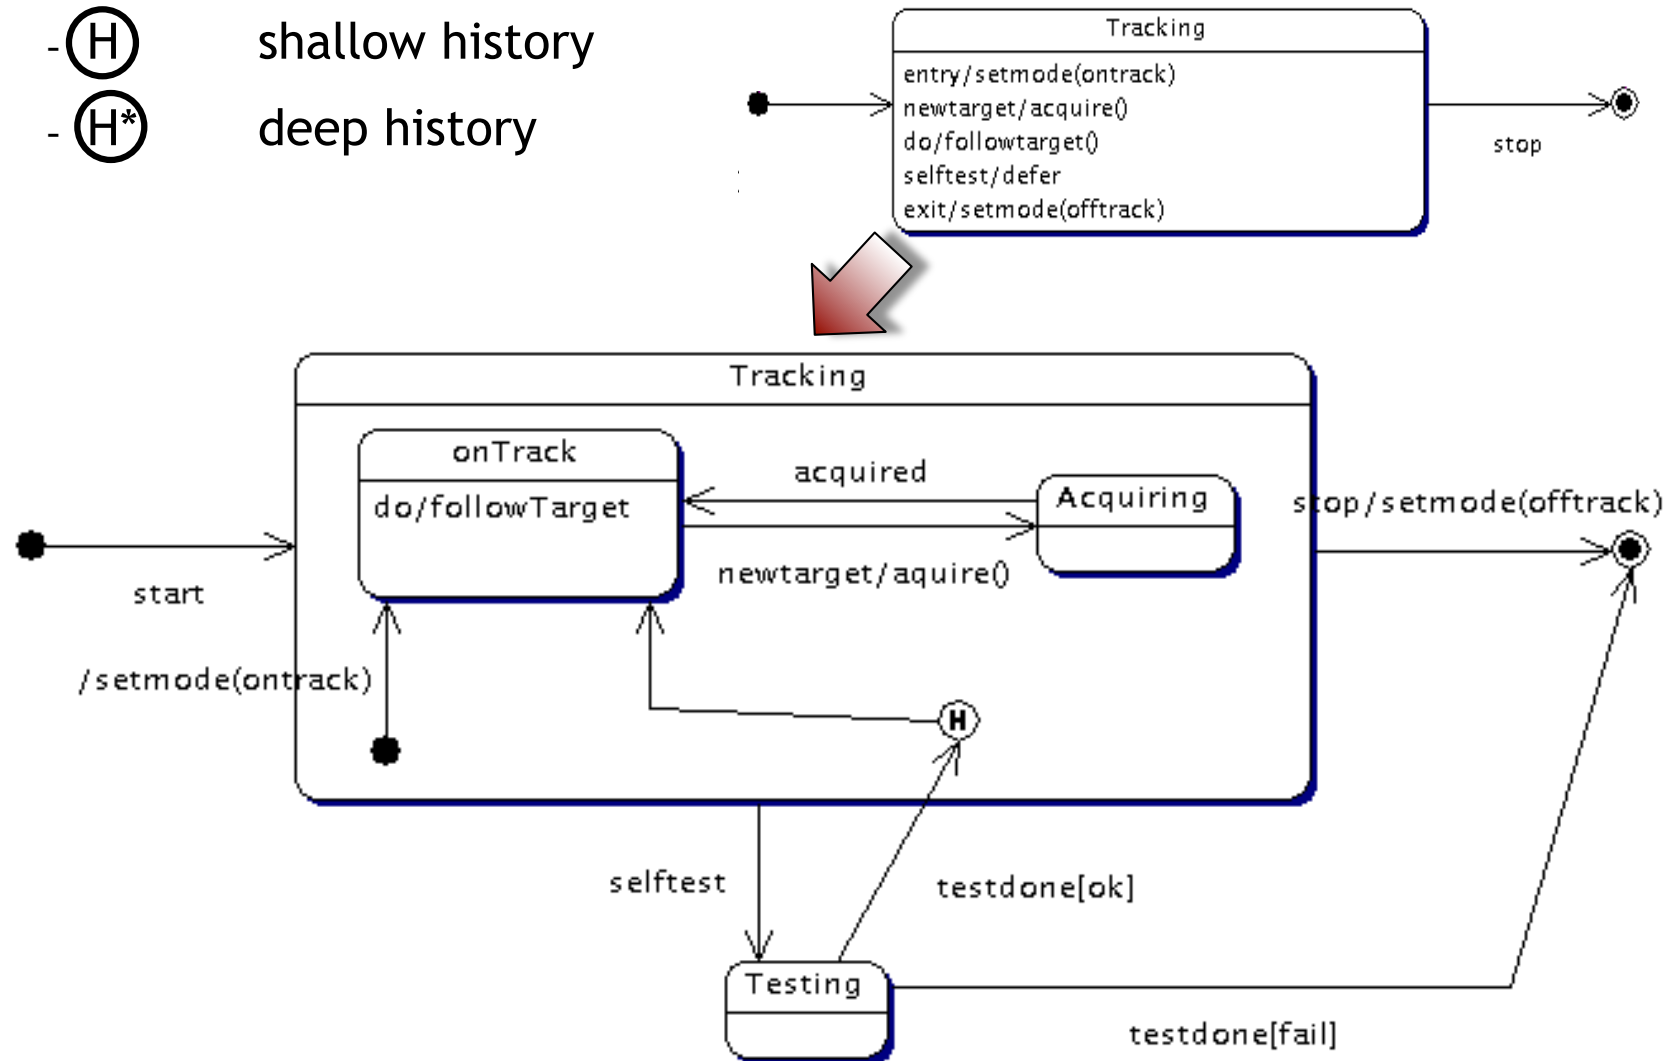 - H shallow history
- H* deep history
Tracking
entry/setmode(ontrack)
newtarget/acquire()
do/followtarget()
selftest/defer
exit/setmode(offtrack)
stop
Tracking
onTrack
do/followTarget
acquired
Acquiring
newtarget/aquire()
stop/setmode(offtrack)
start
/setmode(ontrack)
H
selftest
testdone[ok]
Testing
testdone[fail]